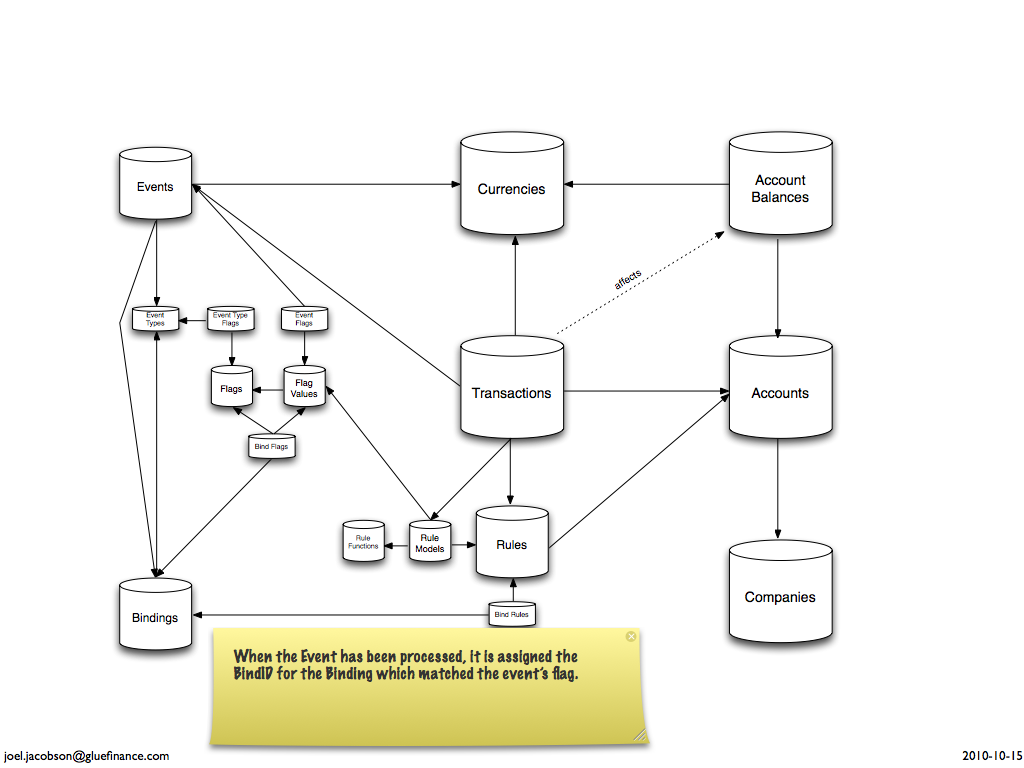 Events
Currencies
Account
Balances
affects
Event
Types
Event Type
Flags
Event
Flags
Flags
Flag
Values
Transactions
Accounts
Bind Flags
Rule
Functions
Rule
Models
Rules
Companies
Bindings
Bind Rules
When the Event has been processed, it is assigned the
BindID for the Binding which matched the event's flag.
joel.jacobson@gluefinance.com
2010-10-15